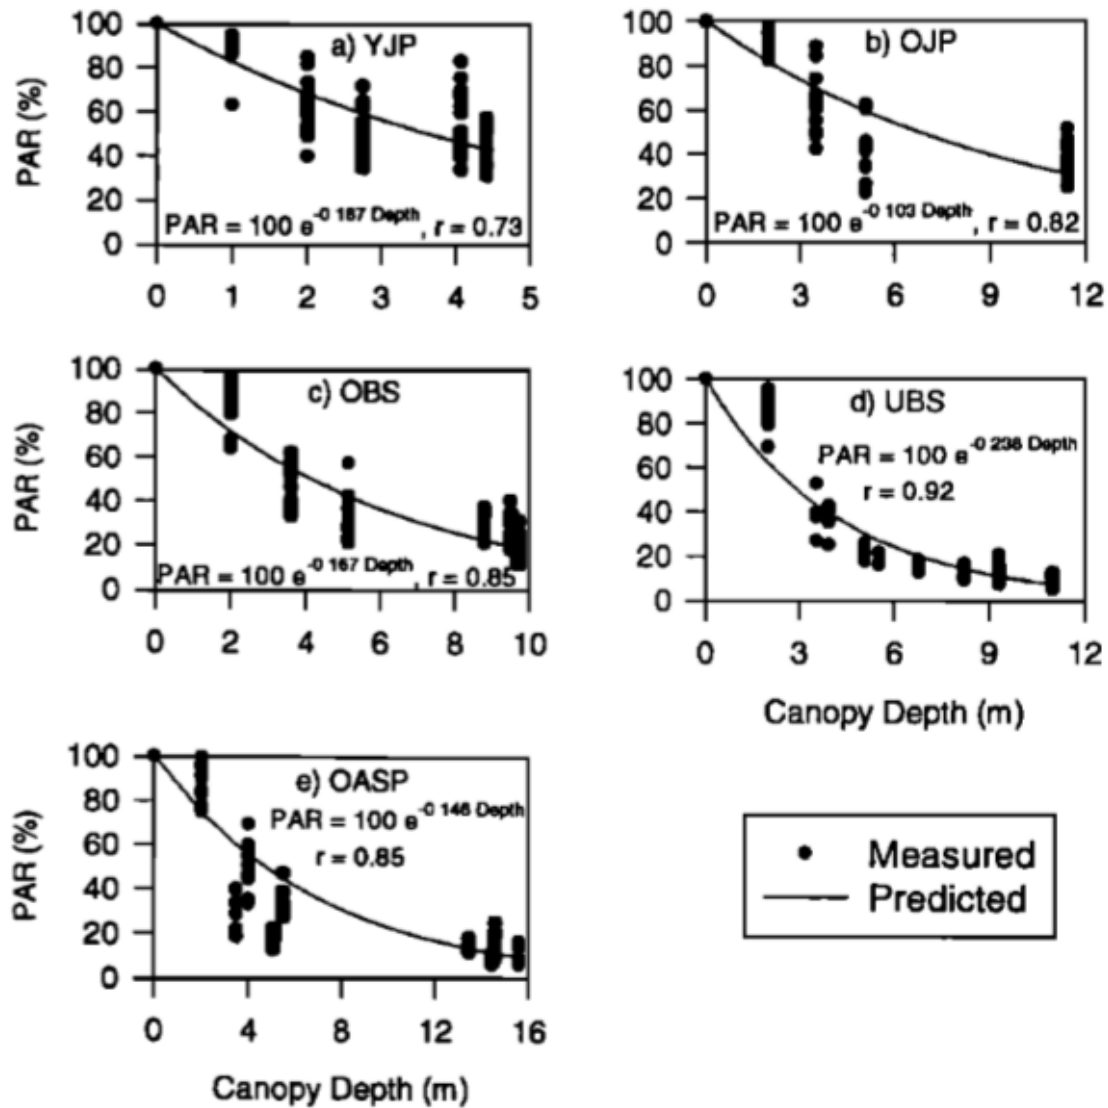 PAR (%)
100
80
60
40
20
0
a) YJP
PAR = 100 e^-0 187 Depth, r = 0.73
0 1 2 3 4 5
100
80
60
40
20
0
b) OJP
PAR = 100 e^-0 103 Depth, r = 0.82
0 3 6 9 12
PAR (%)
100
80
60
40
20
0
c) OBS
PAR = 100 e^-0 167 Depth, r = 0.85
0 2 4 6 8 10
100
80
60
40
20
0
d) UBS
PAR = 100 e^-0 238 Depth
r = 0.92
0 3 6 9 12
Canopy Depth (m)
PAR (%)
100
80
60
40
20
0
e) OASP
PAR = 100 e^-0 146 Depth
r = 0.85
0 4 8 12 16
Canopy Depth (m)
Measured
Predicted